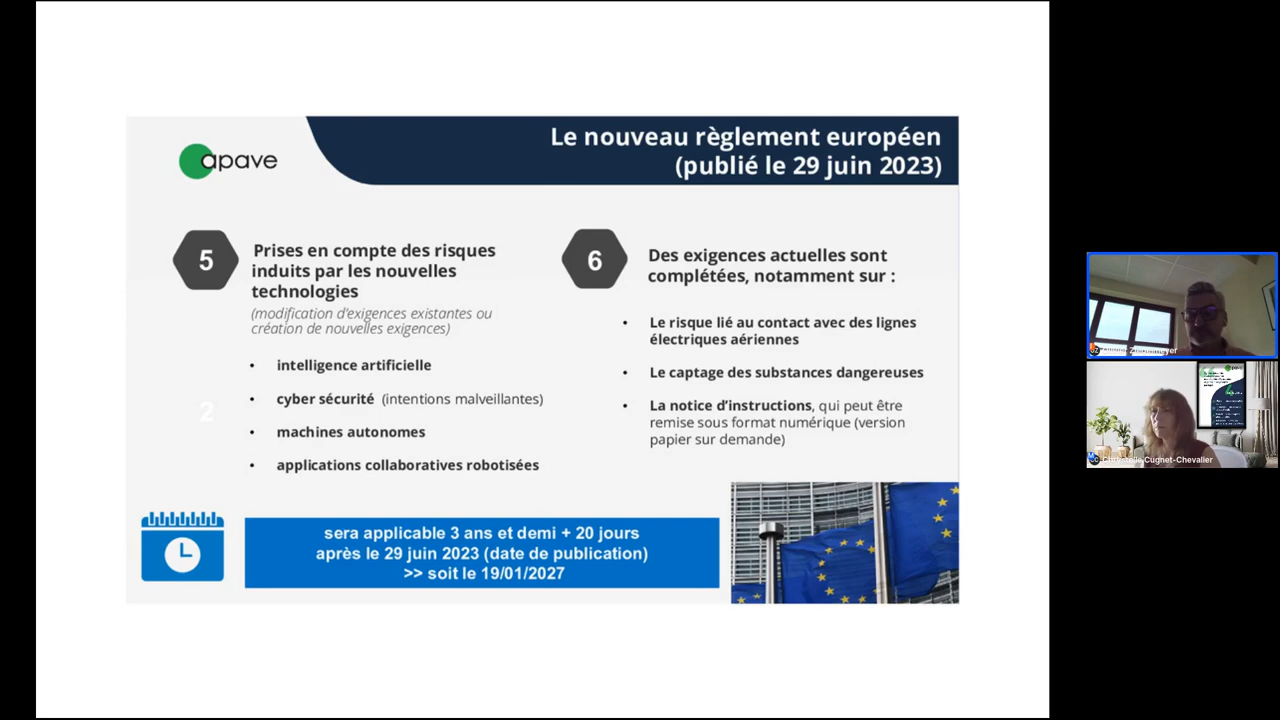 apave
Le nouveau règlement européen
(publié le 29 juin 2023)
5
Prises en compte des risques
induits par les nouvelles
technologies
(modification d'exigences existantes ou
création de nouvelles exigences)
• intelligence artificielle
• cyber sécurité (intentions malveillantes)
2
• machines autonomes
• applications collaboratives robotisées
6
Des exigences actuelles sont
complétées, notamment sur :
• Le risque lié au contact avec des lignes
électriques aériennes
• Le captage des substances dangereuses
• La notice d'instructions, qui peut être
remise sous format numérique (version
papier sur demande)
sera applicable 3 ans et demi + 20 jours
après le 29 juin 2023 (date de publication)
>> soit le 19/01/2027
apave
Cugnet-Chevalier